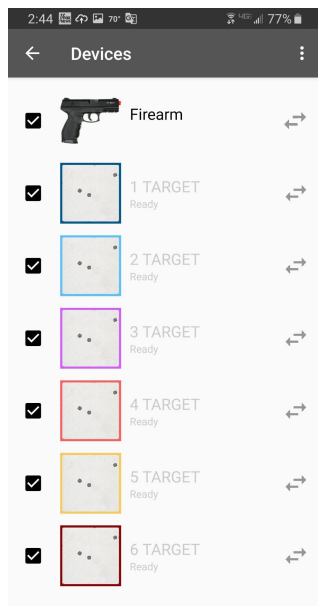 2:44 70° 4GE 77%
Devices
Firearm
1 TARGET
Ready
2 TARGET
Ready
3 TARGET
Ready
4 TARGET
Ready
5 TARGET
Ready
6 TARGET
Ready